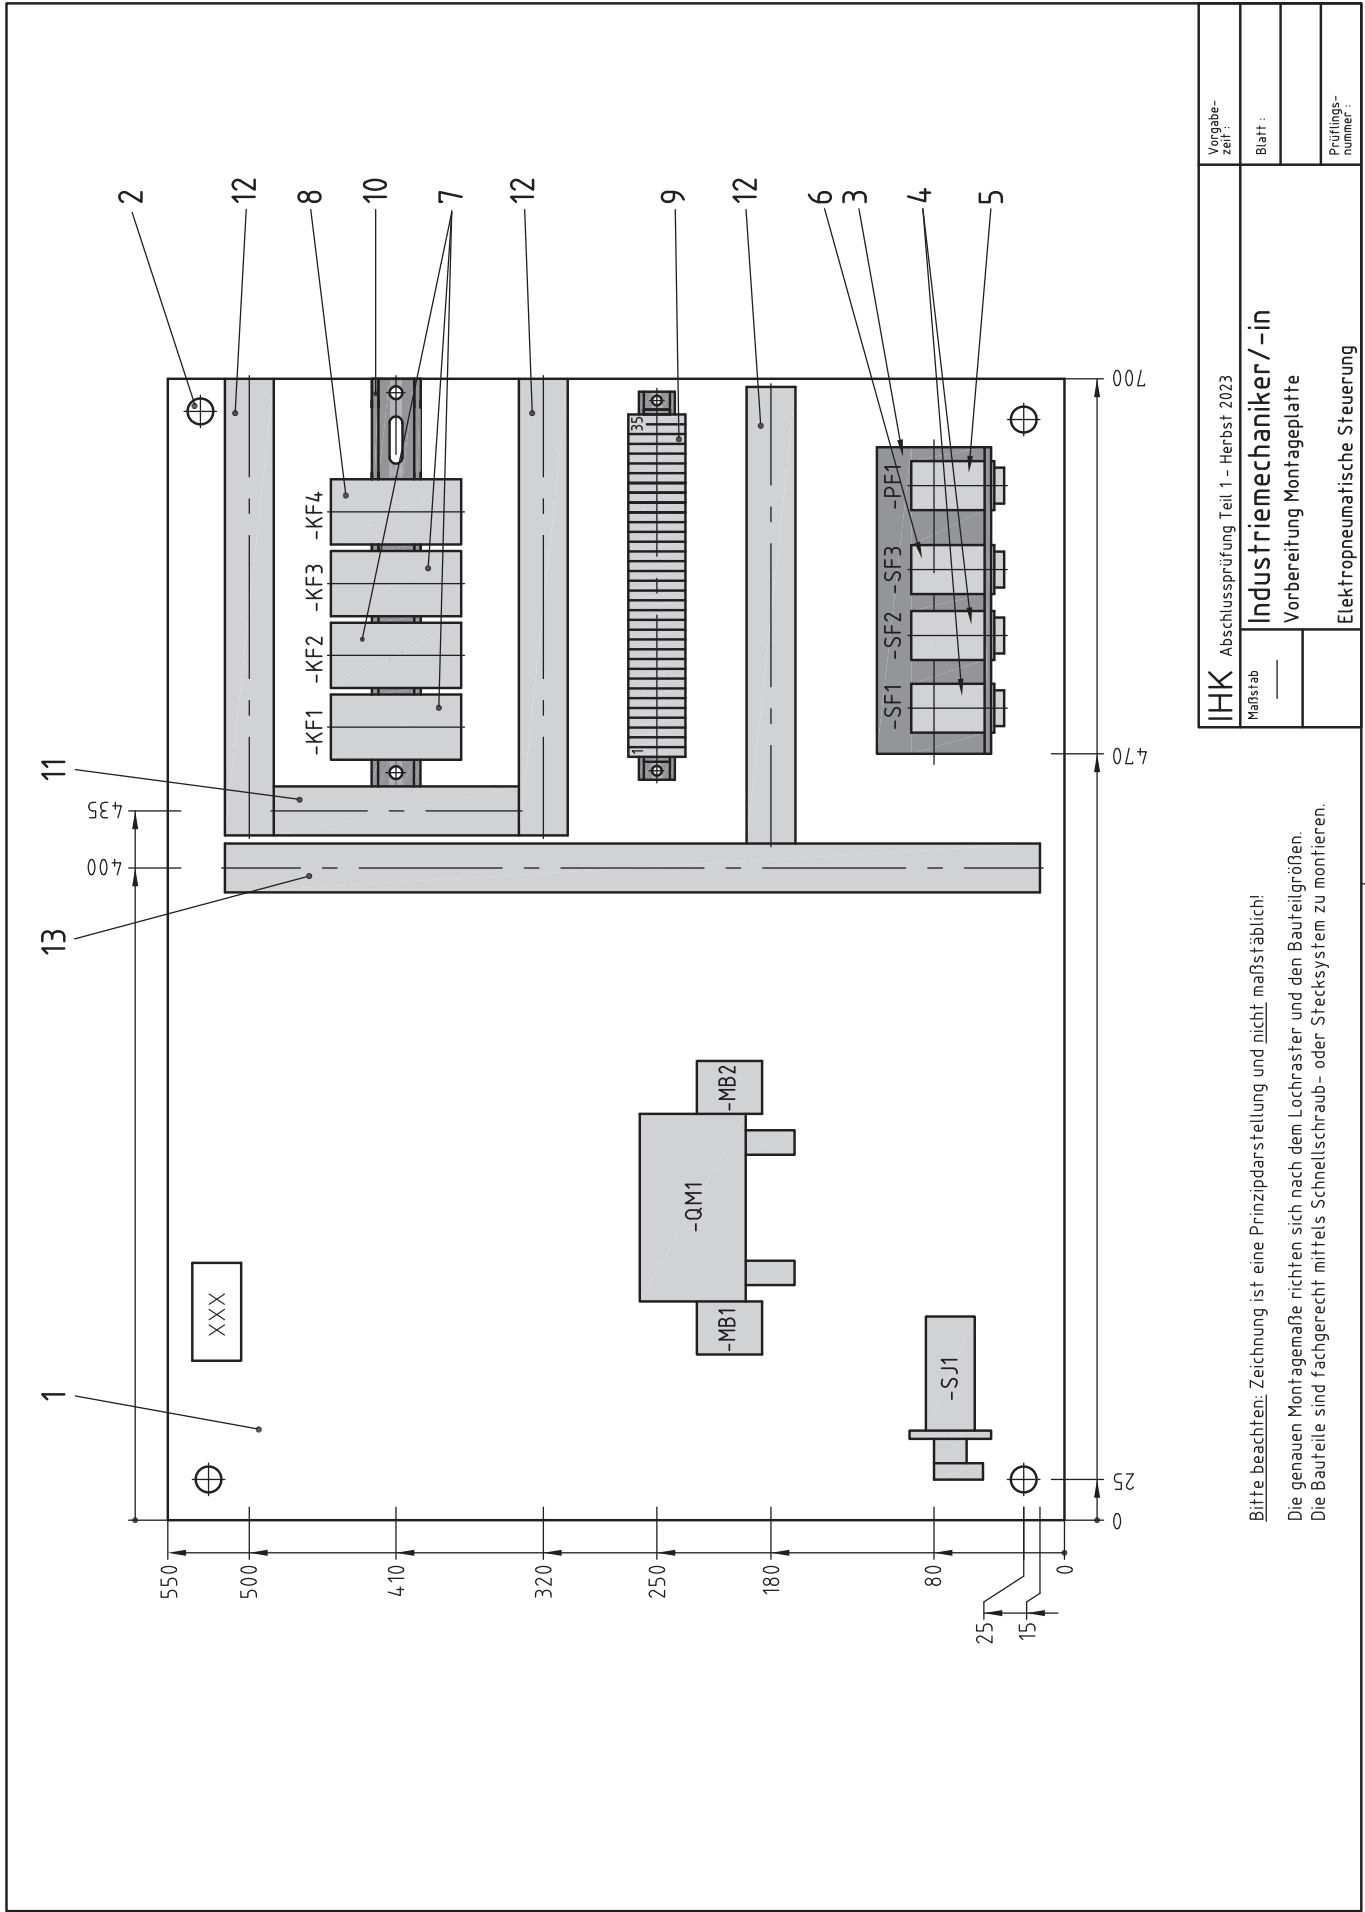 1
13
11
2
12
8
10
7
12
9
12
6
3
4
5
400
435
XXX
-KF1
-KF2
-KF3
-KF4
1
35
-MB1
-QM1
-MB2
-SJ1
-SF1
-SF2
-SF3
-PF1
550
500
410
320
250
180
80
25
15
0
0
25
470
700
Bitte beachten: Zeichnung ist eine Prinzipdarstellung und nicht maßstäblich!
Die genauen Montagemaße richten sich nach dem Lochraster und den Bauteilgrößen.
Die Bauteile sind fachgerecht mittels Schnellschraub- oder Stecksystem zu montieren.
IHK Abschlussprüfung Teil 1 - Herbst 2023
Vorgabe-
zeit :
Maßstab
Industriemechaniker/-in
Vorbereitung Montageplatte
Elektropneumatische Steuerung
Blatt :
Prüflings-
nummer :